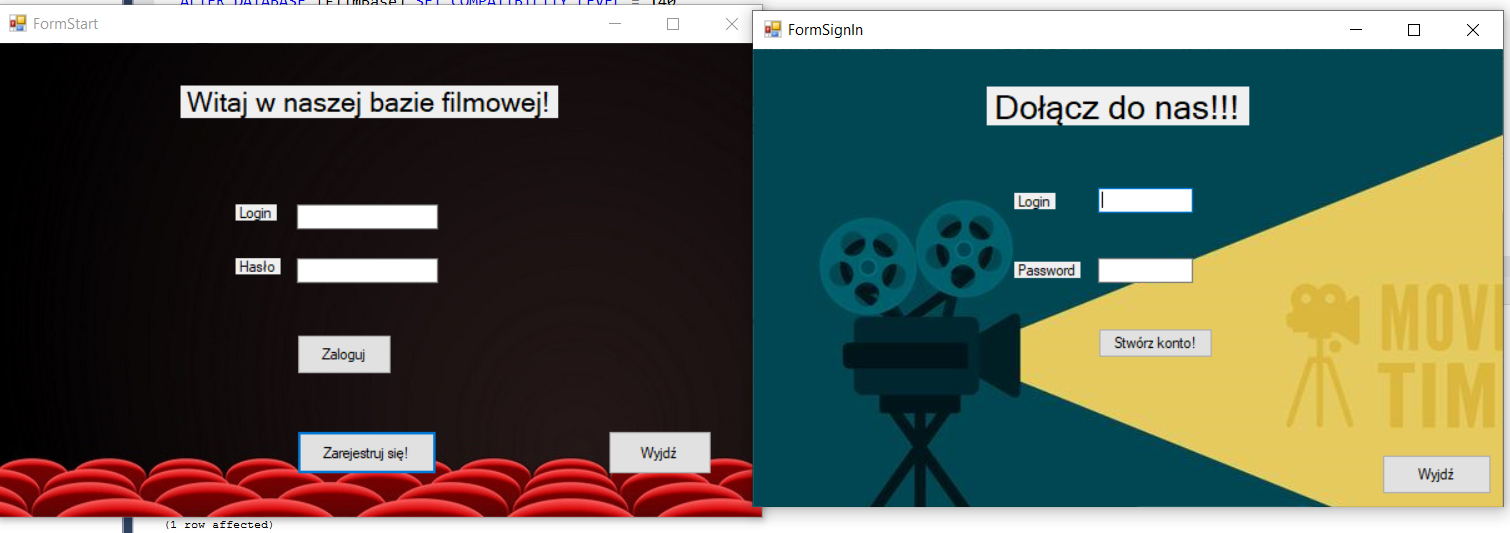 ALTER DATABASE [FilmBase] SET COMPATIBILITY_LEVEL = 140
FormStart
Witaj w naszej bazie filmowej!
Login
Hasło
Zaloguj
Zarejestruj się!
Wyjdź
(1 row affected)
FormSignIn
Dołącz do nas!!!
Login
Password
Stwórz konto!
MOVI
TIM
Wyjdź